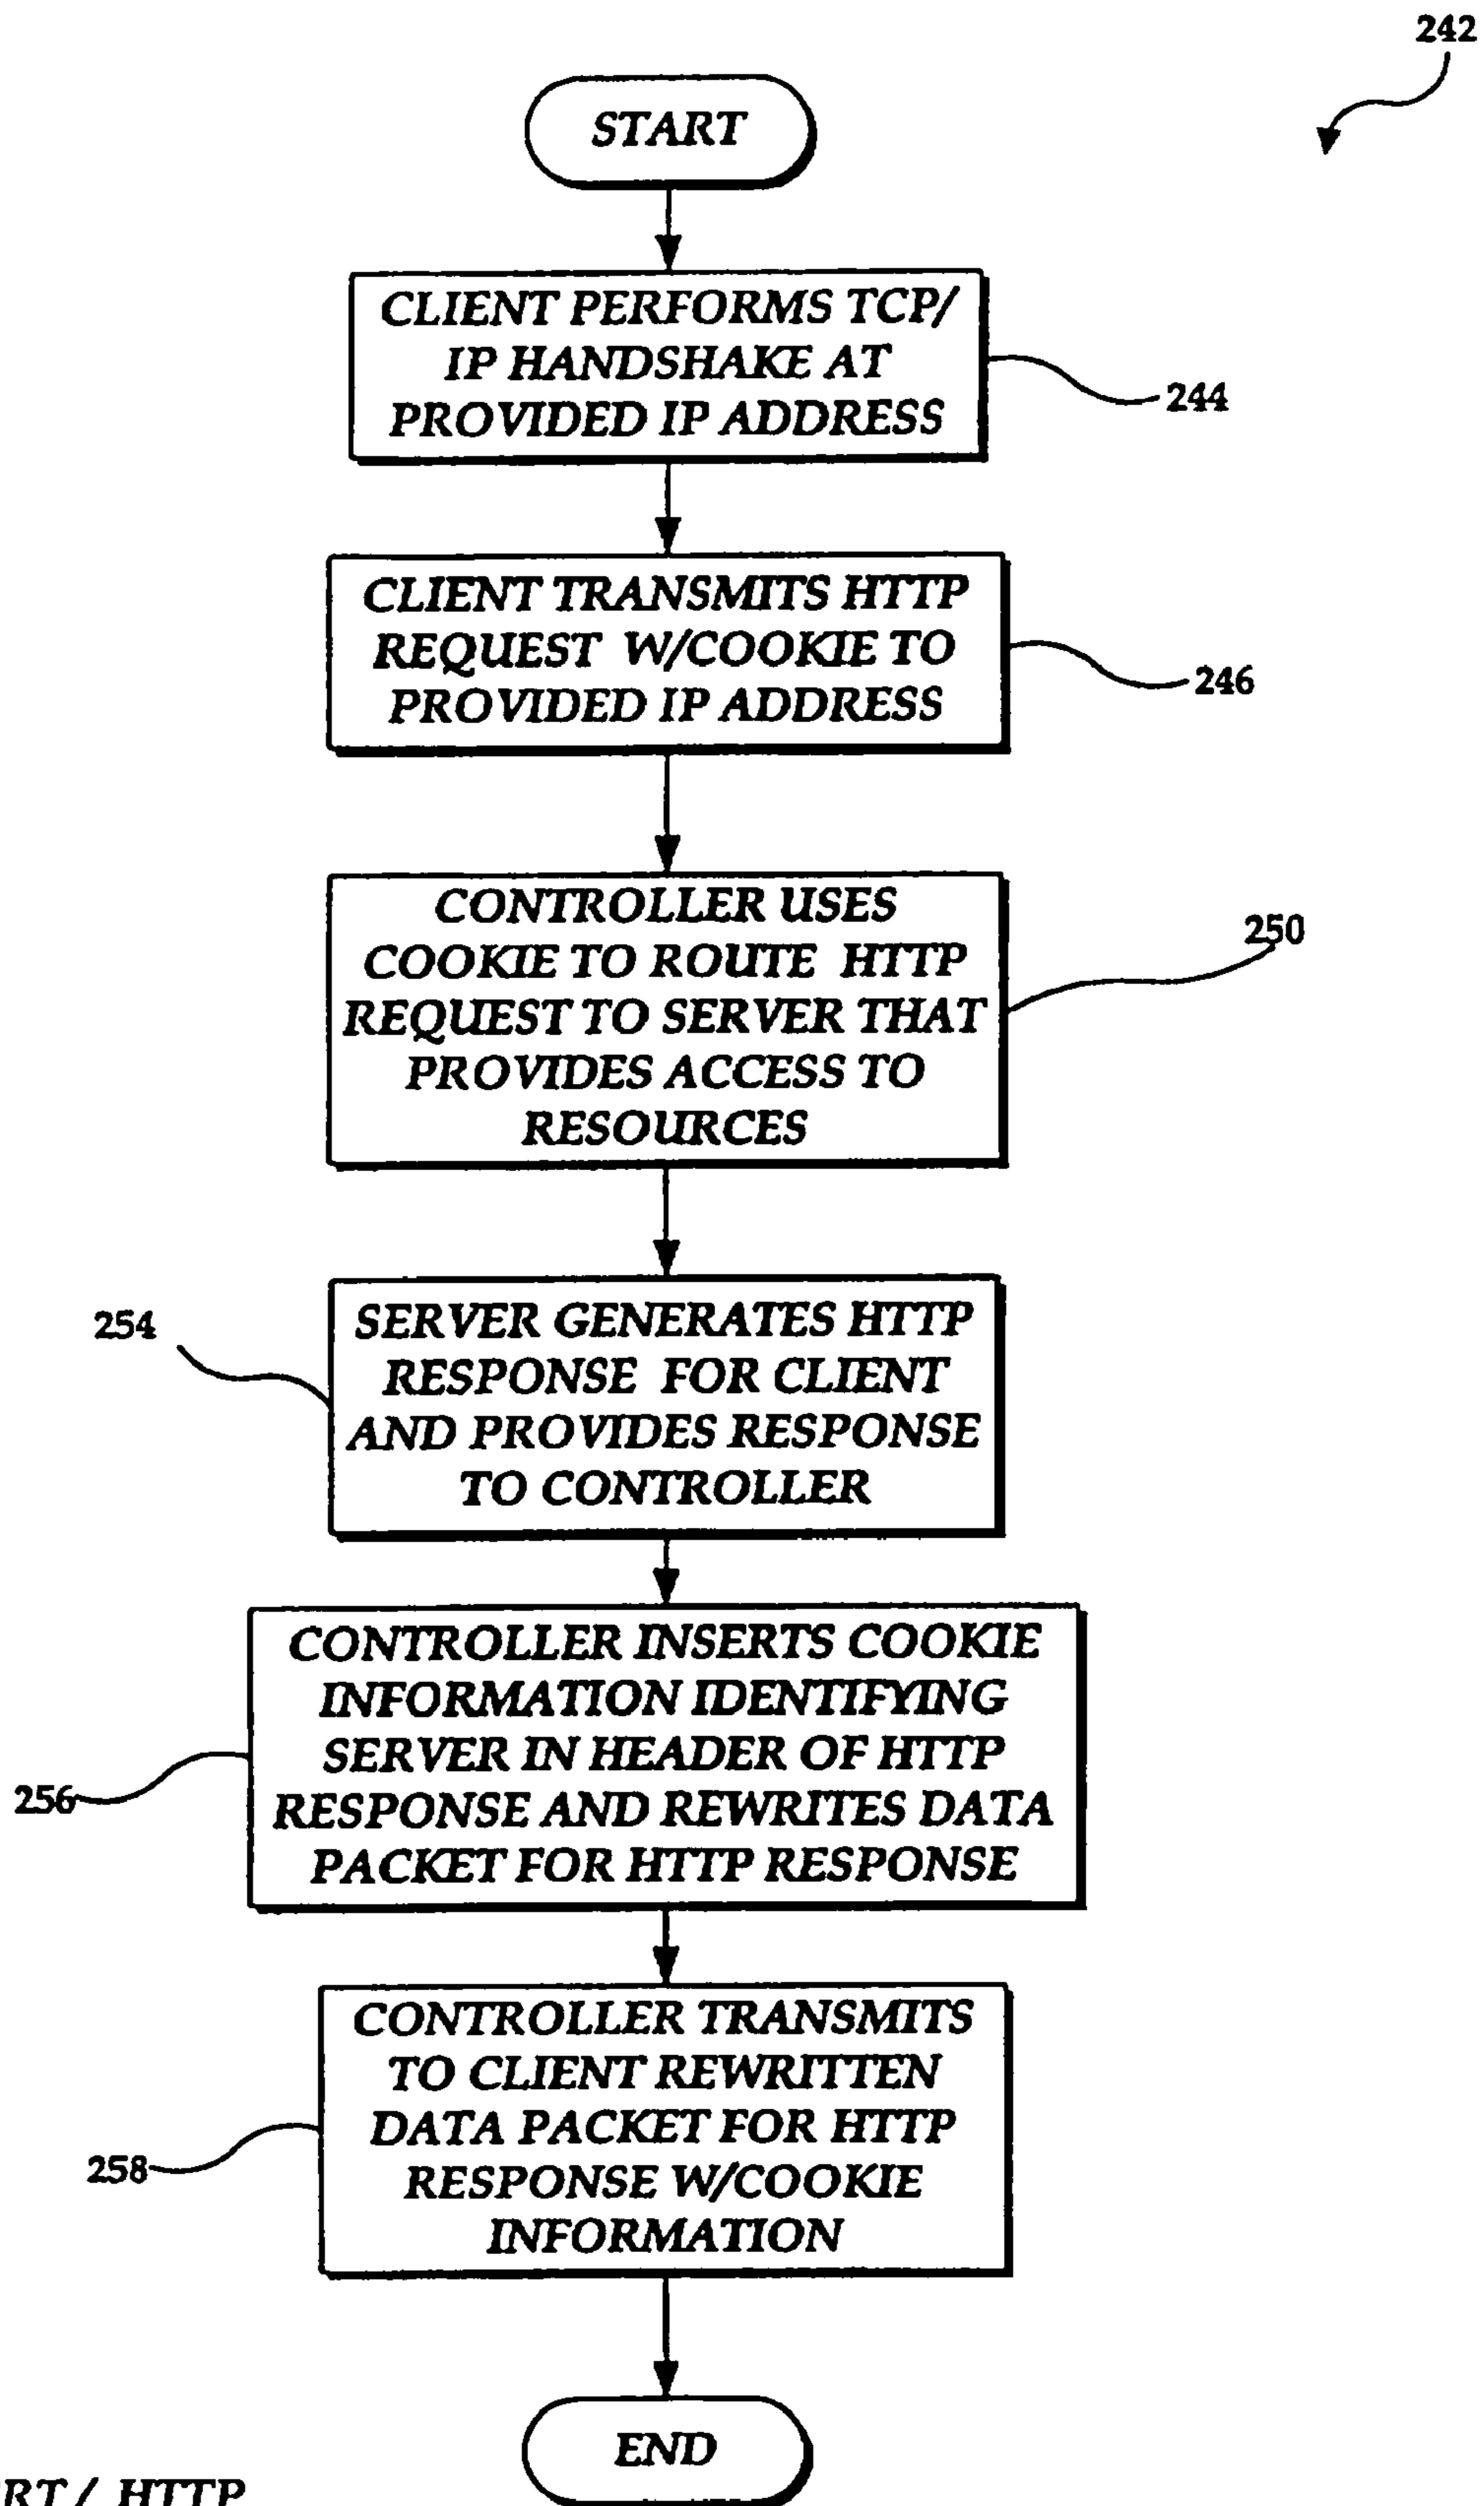 242
START
CLIENT PERFORMS TCP/
IP HANDSHAKE AT
PROVIDED IP ADDRESS
244
CLIENT TRANSMITS HTTP
REQUEST W/COOKIE TO
PROVIDED IP ADDRESS
246
CONTROLLER USES
COOKIE TO ROUTE HTTP
REQUEST TO SERVER THAT
PROVIDES ACCESS TO
RESOURCES
250
254
SERVER GENERATES HTTP
RESPONSE FOR CLIENT
AND PROVIDES RESPONSE
TO CONTROLLER
CONTROLLER INSERTS COOKIE
INFORMATION IDENTIFYING
SERVER IN HEADER OF HTTP
RESPONSE AND REWRITES DATA
PACKET FOR HTTP RESPONSE
256
CONTROLLER TRANSMITS
TO CLIENT REWRITTEN
DATA PACKET FOR HTTP
RESPONSE W/COOKIE
INFORMATION
258
END
HTTP